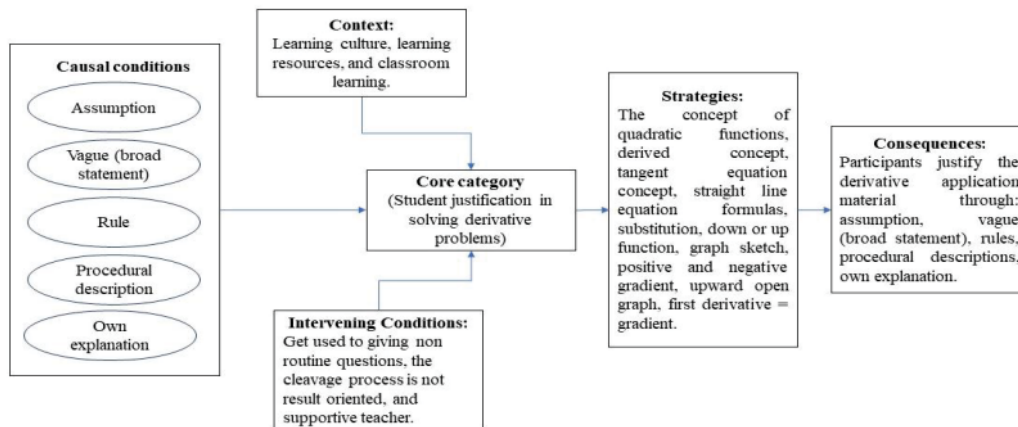 Causal conditions
Assumption
Vague (broad
statement)
Rule
Procedural
description
Own
explanation
Context:
Learning culture, learning
resources, and classroom
learning.
Core category
(Student justification in
solving derivative
problems)
Intervening Conditions:
Get used to giving non
routine questions, the
cleavage process is not
result oriented, and
supportive teacher.
Strategies:
The concept of
quadratic functions,
derived concept,
tangent equation
concept, straight line
equation formulas,
substitution, down or up
function, graph sketch,
positive and negative
gradient, upward open
graph, first derivative =
gradient.
Consequences:
Participants justify the
derivative application
material through:
assumption, vague
(broad statement), rules,
procedural descriptions,
own explanation.